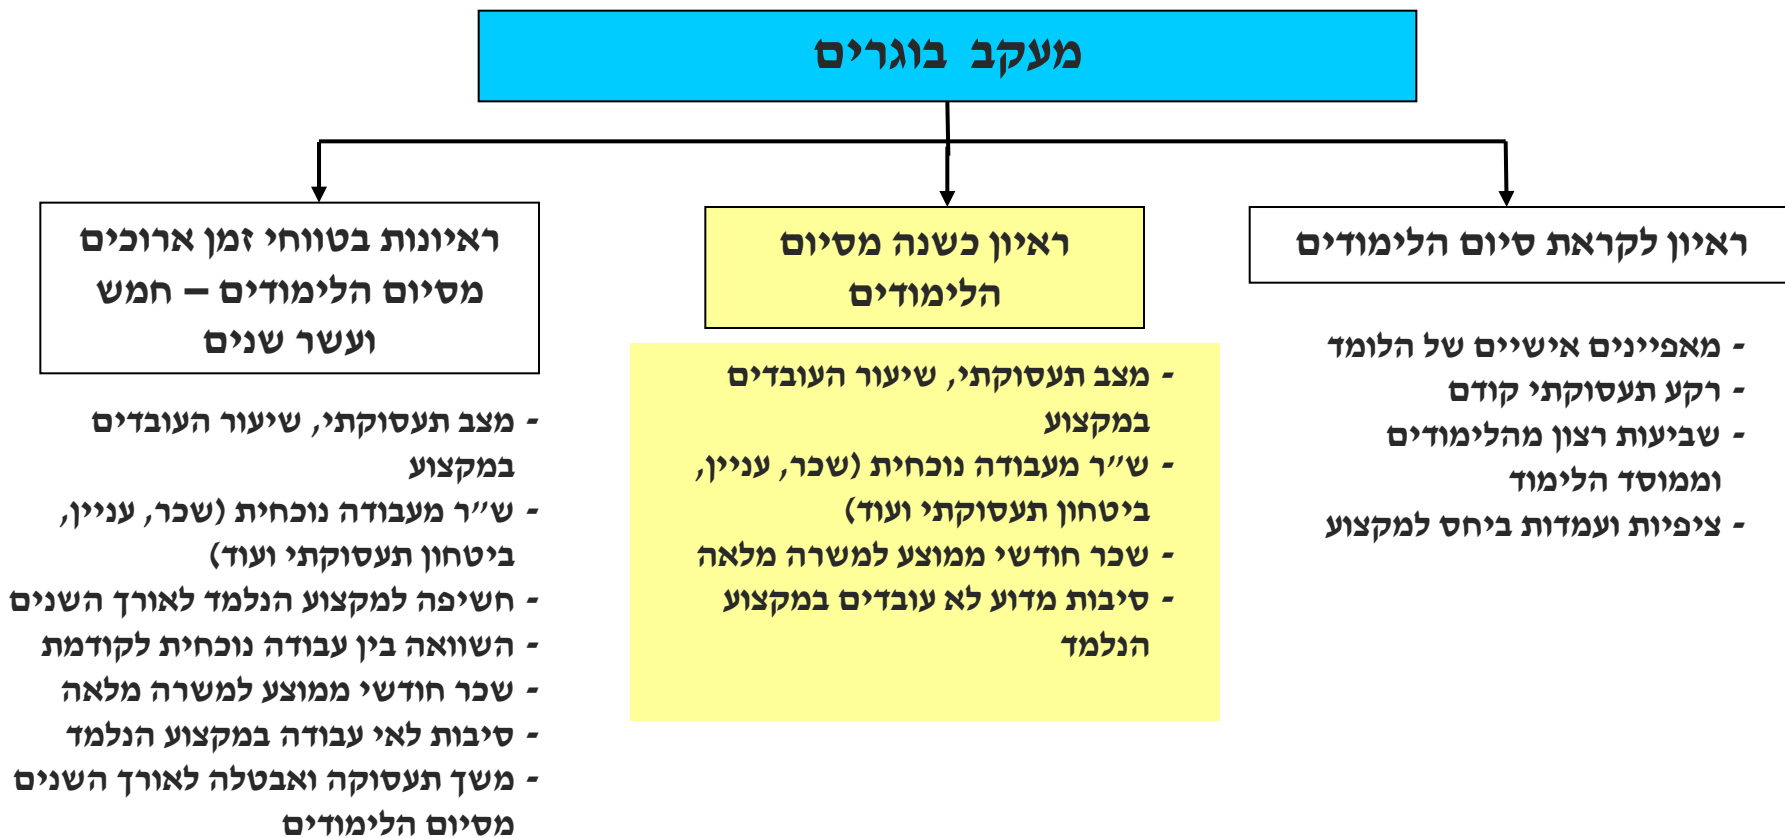 מעקב בוגרים
ראיון לקראת סיום הלימודים
- מאפיינים אישיים של הלומד
- רקע תעסוקתי קודם
- שביעות רצון מהלימודים
וממוסד הלימוד
- ציפיות ועמדות ביחס למקצוע
ראיון כשנה מסיום
הלימודים
- מצב תעסוקתי, שיעור העובדים
במקצוע
- ש״ר מעבודה נוכחית (שכר, עניין,
ביטחון תעסוקתי ועוד)
- שכר חודשי ממוצע למשרה מלאה
- סיבות מדוע לא עובדים במקצוע
הנלמד
ראיונות בטווחי זמן ארוכים
מסיום הלימודים – חמש
ועשר שנים
- מצב תעסוקתי, שיעור העובדים
במקצוע
- ש״ר מעבודה נוכחית (שכר, עניין,
ביטחון תעסוקתי ועוד)
- חשיפה למקצוע הנלמד לאורך השנים
- השוואה בין עבודה נוכחית לקודמת
- שכר חודשי ממוצע למשרה מלאה
- סיבות לאי עבודה במקצוע הנלמד
- משך תעסוקה ואבטלה לאורך השנים
מסיום הלימודים